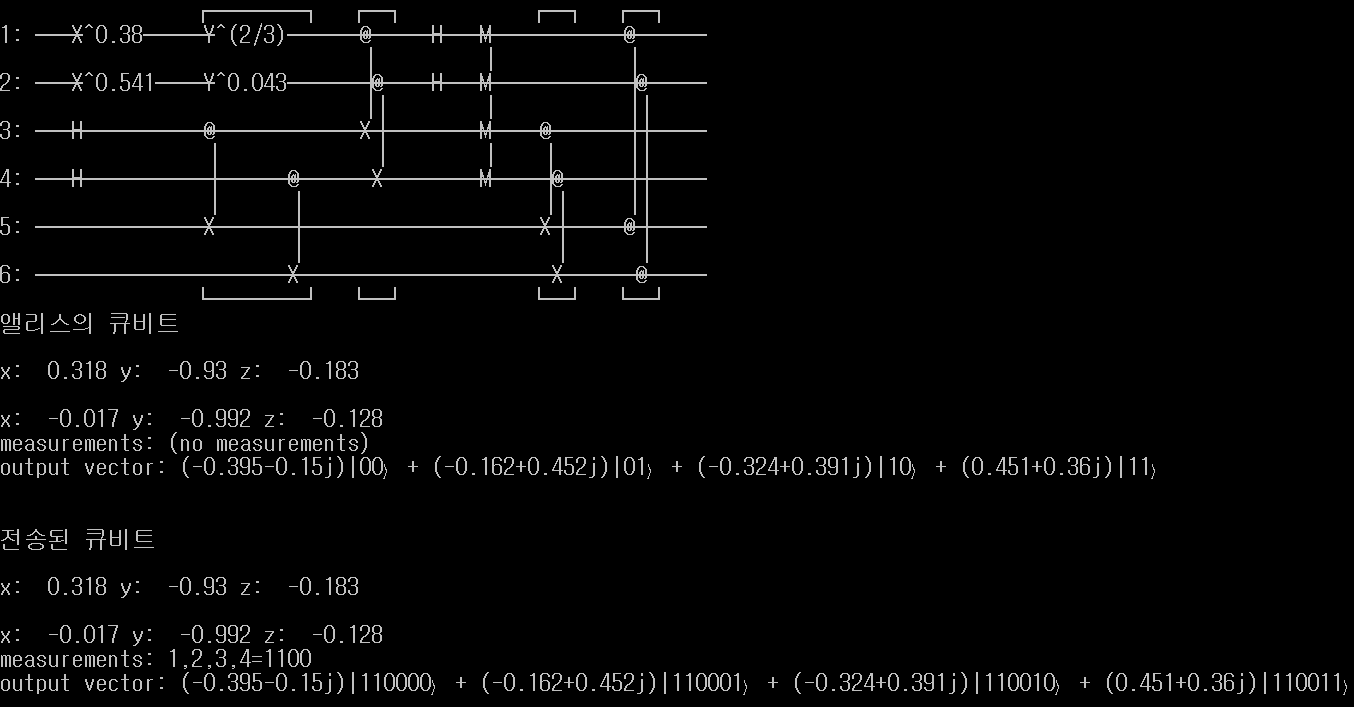 1: X^0.38 Y^(2/3) @ H M @
2: X^0.541 Y^0.043 @ H M @
3: H @ X M @
4: H @ X M @
5: X X @
6: X X @
앨리스의 큐비트
x: 0.318 y: -0.93 z: -0.183
x: -0.017 y: -0.992 z: -0.128
measurements: (no measurements)
output vector: (-0.395-0.15j)|00⟩ + (-0.162+0.452j)|01⟩ + (-0.324+0.391j)|10⟩ + (0.451+0.36j)|11⟩
전송된 큐비트
x: 0.318 y: -0.93 z: -0.183
x: -0.017 y: -0.992 z: -0.128
measurements: 1,2,3,4=1100
output vector: (-0.395-0.15j)|110000⟩ + (-0.162+0.452j)|110001⟩ + (-0.324+0.391j)|110010⟩ + (0.451+0.36j)|110011⟩